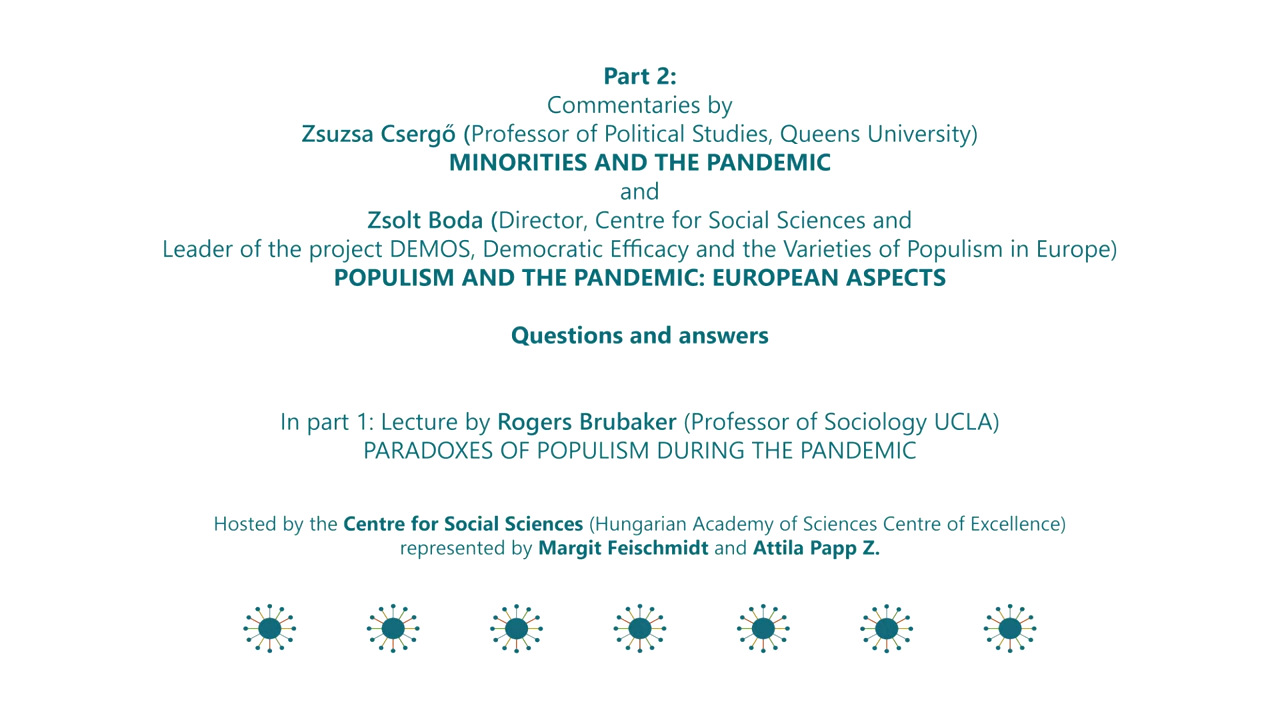 Part 2:
Commentaries by
Zsuzsa Csergő (Professor of Political Studies, Queens University)
MINORITIES AND THE PANDEMIC
and
Zsolt Boda (Director, Centre for Social Sciences and
Leader of the project DEMOS, Democratic Efficacy and the Varieties of Populism in Europe)
POPULISM AND THE PANDEMIC: EUROPEAN ASPECTS
Questions and answers
In part 1: Lecture by Rogers Brubaker (Professor of Sociology UCLA)
PARADOXES OF POPULISM DURING THE PANDEMIC
Hosted by the Centre for Social Sciences (Hungarian Academy of Sciences Centre of Excellence)
represented by Margit Feischmidt and Attila Papp Z.